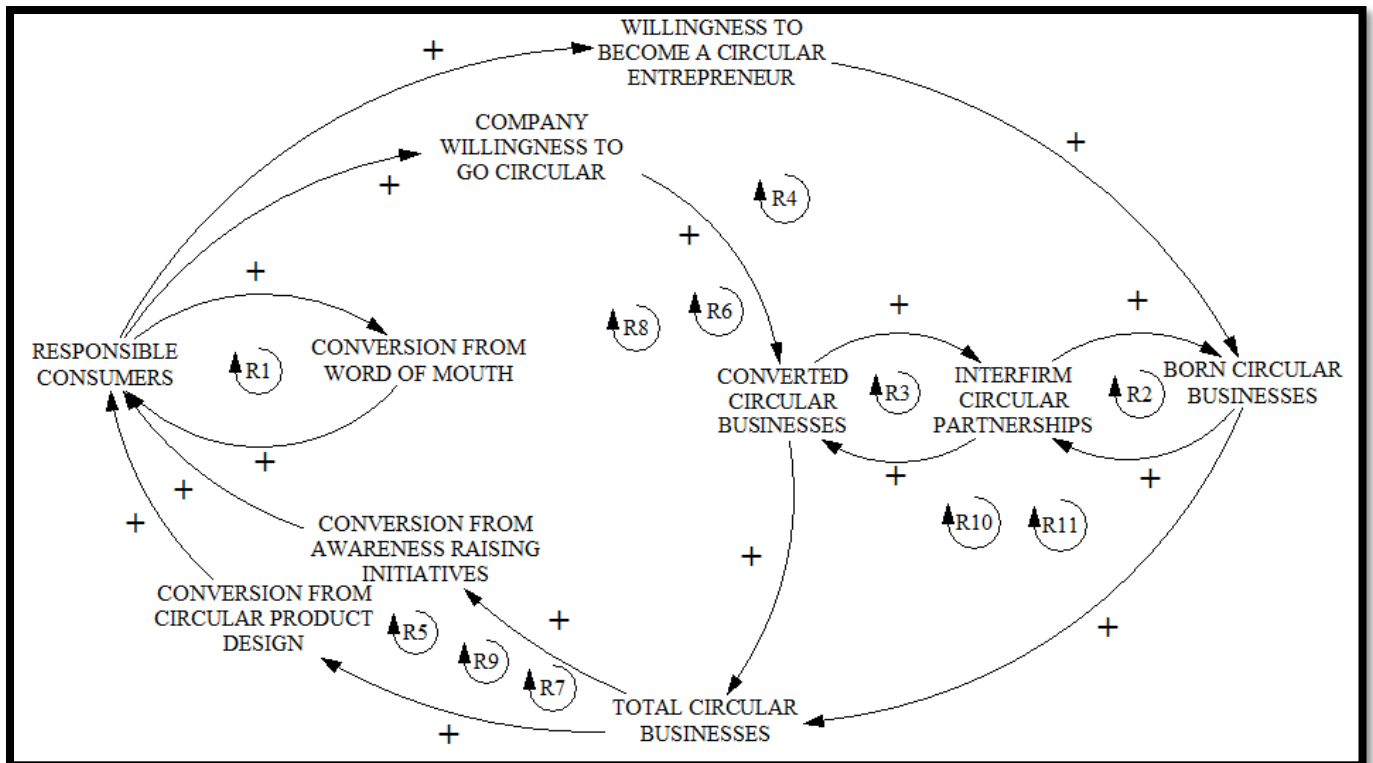 WILLINGNESS TO
BECOME A CIRCULAR
ENTREPRENEUR
+
COMPANY
WILLINGNESS TO
GO CIRCULAR
+
+
R4
+
+
R8
R6
+
+
RESPONSIBLE
CONSUMERS
R1
CONVERSION FROM
WORD OF MOUTH
CONVERTED
CIRCULAR
BUSINESSES
R3
INTERFIRM
CIRCULAR
PARTNERSHIPS
R2
BORN CIRCULAR
BUSINESSES
+
+
+
+
+
CONVERSION FROM
AWARENESS RAISING
INITIATIVES
R10
R11
+
CONVERSION FROM
CIRCULAR PRODUCT
DESIGN
R5
R9
R7
+
+
TOTAL CIRCULAR
BUSINESSES
+